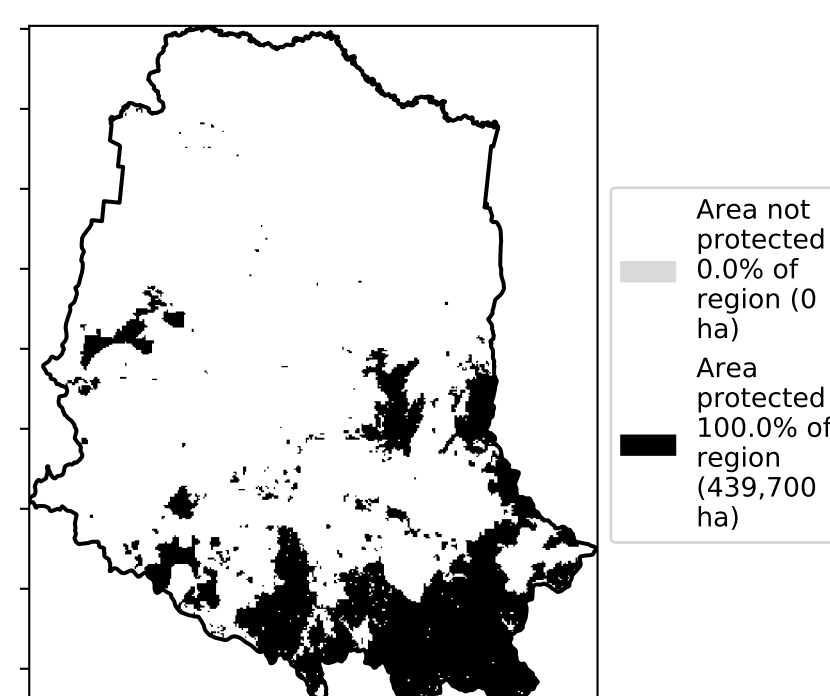 Area not
protected
0.0% of
region (0
ha)
Area
protected
100.0% of
region
(439,700
ha)